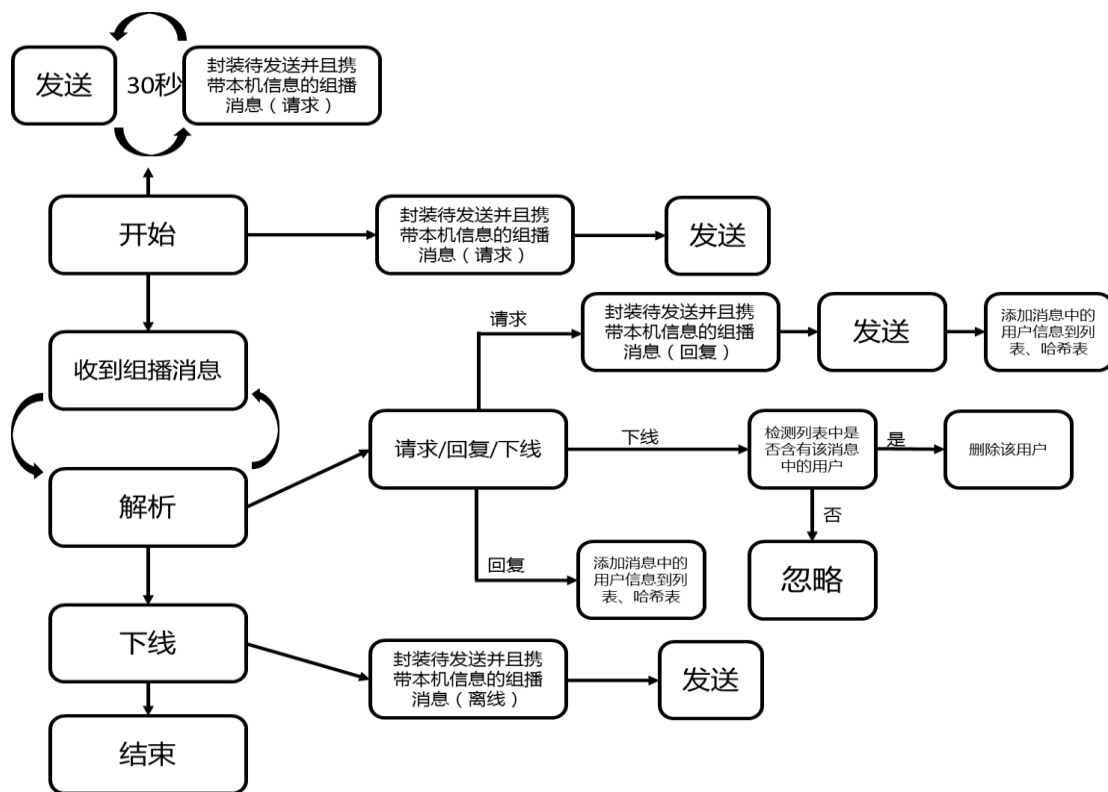 发送
30秒
封装待发送并且携
带本机信息的组播
消息（请求）
开始
封装待发送并且携
带本机信息的组播
消息（请求）
发送
收到组播消息
请求
封装待发送并且携
带本机信息的组播
消息（回复）
发送
添加消息中的
用户信息到列
表、哈希表
请求/回复/下线
下线
检测列表中是
否含有该消息
中的用户
是
删除该用户
否
忽略
解析
回复
添加消息中的
用户信息到列
表、哈希表
下线
封装待发送并且携
带本机信息的组播
消息（离线）
发送
结束